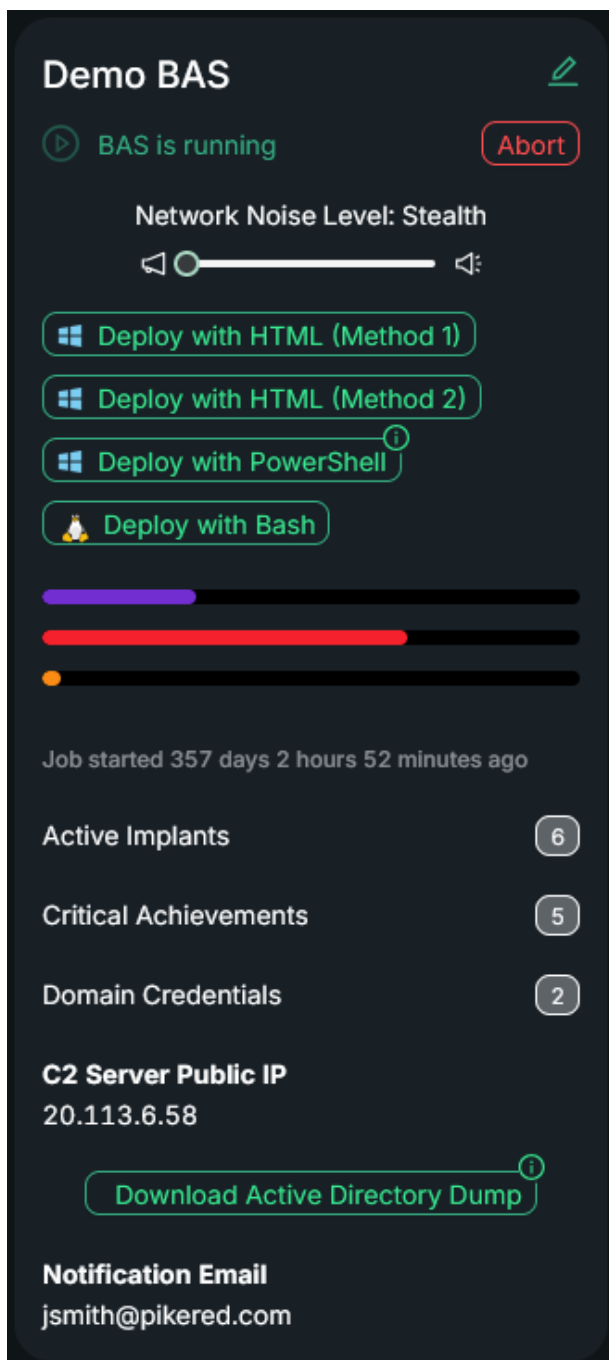 Demo BAS
BAS is running
Abort
Network Noise Level: Stealth
Deploy with HTML (Method 1)
Deploy with HTML (Method 2)
Deploy with PowerShell
Deploy with Bash
Job started 357 days 2 hours 52 minutes ago
Active Implants 6
Critical Achievements 5
Domain Credentials 2
C2 Server Public IP
20.113.6.58
Download Active Directory Dump
Notification Email
jsmith@pikered.com